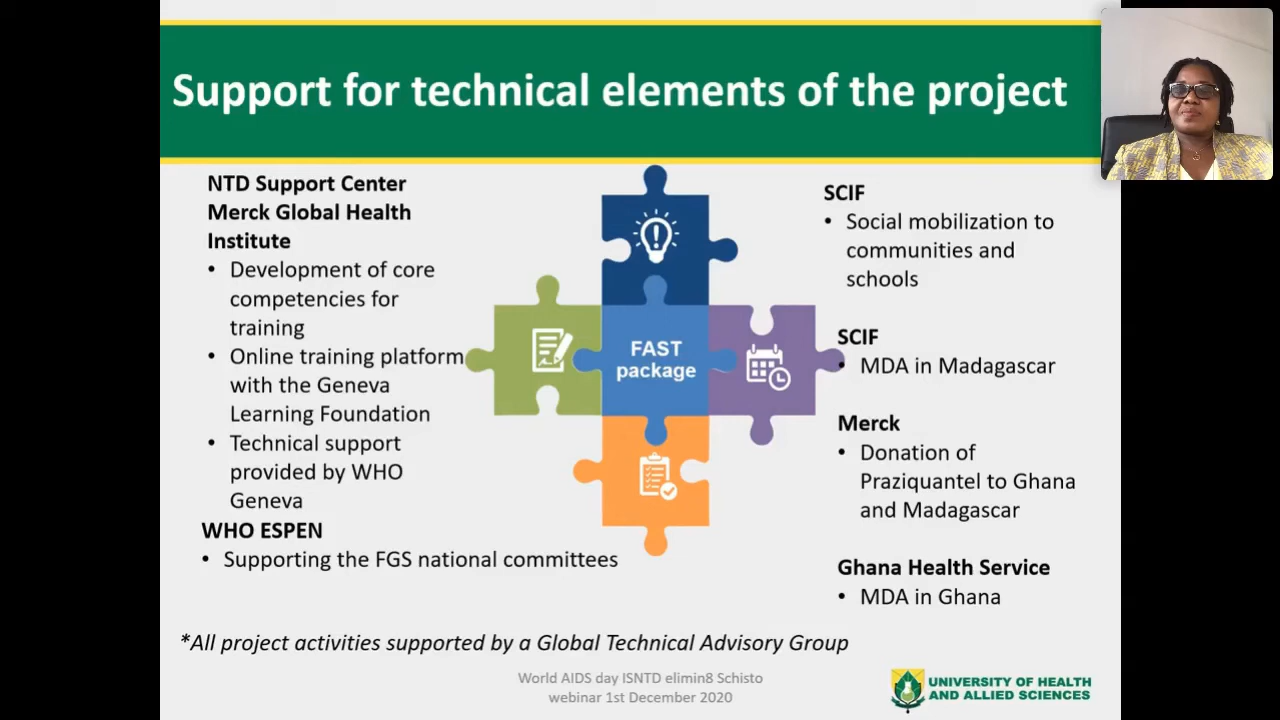 Support for technical elements of the project
NTD Support Center
Merck Global Health
Institute
• Development of core
competencies for
training
• Online training platform
with the Geneva
Learning Foundation
• Technical support
provided by WHO
Geneva
WHO ESPEN
• Supporting the FGS national committees
FAST
package
SCIF
• Social mobilization to
communities and
schools
SCIF
• MDA in Madagascar
Merck
• Donation of
Praziquantel to Ghana
and Madagascar
Ghana Health Service
• MDA in Ghana
*All project activities supported by a Global Technical Advisory Group
World AIDS day ISNTD elimin8 Schisto
webinar 1st December 2020
UNIVERSITY OF HEALTH
AND ALLIED SCIENCES